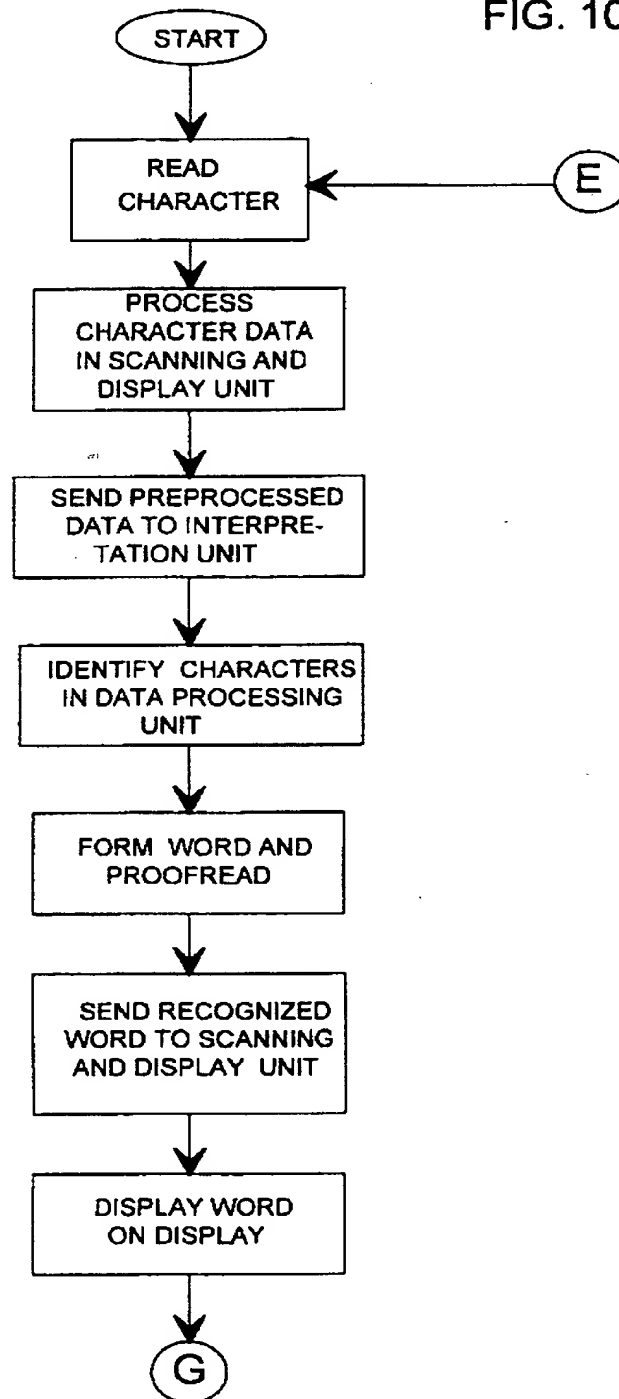 FIG. 10
START
READ
CHARACTER
E
PROCESS
CHARACTER DATA
IN SCANNING AND
DISPLAY UNIT
SEND PREPROCESSED
DATA TO INTERPRE-
TATION UNIT
IDENTIFY CHARACTERS
IN DATA PROCESSING
UNIT
FORM WORD AND
PROOFREAD
SEND RECOGNIZED
WORD TO SCANNING
AND DISPLAY UNIT
DISPLAY WORD
ON DISPLAY
G